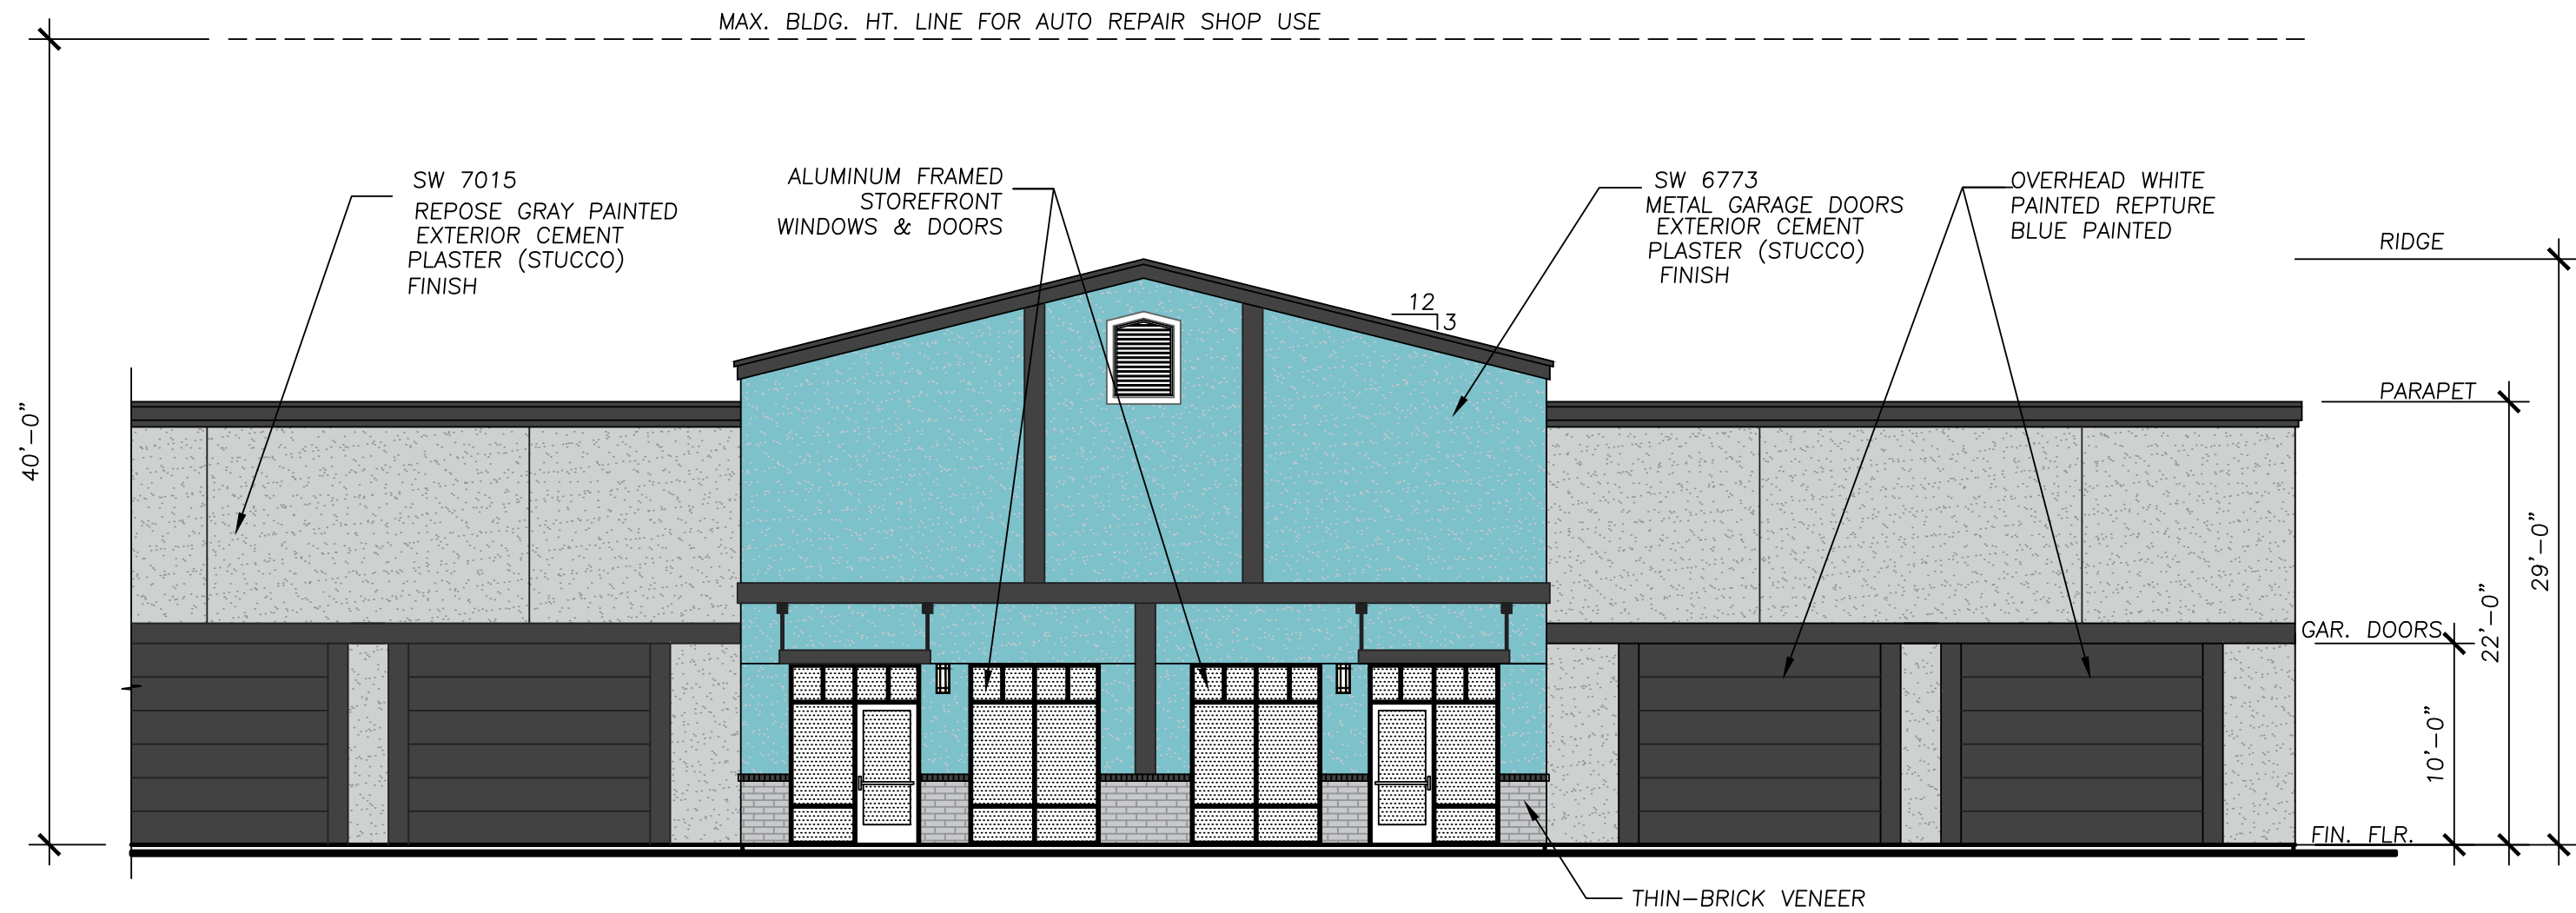 MAX. BLDG. HT. LINE FOR AUTO REPAIR SHOP USE
SW 7015
REPOSE GRAY PAINTED
EXTERIOR CEMENT
PLASTER (STUCCO)
FINISH
ALUMINUM FRAMED
STOREFRONT
WINDOWS & DOORS
SW 6773
METAL GARAGE DOORS
EXTERIOR CEMENT
PLASTER (STUCCO)
FINISH
OVERHEAD WHITE
PAINTED REPTURE
BLUE PAINTED
RIDGE
12
3
PARAPET
40'-0"
29'-0"
22'-0"
GAR. DOORS
10'-0"
FIN. FLR.
THIN-BRICK VENEER